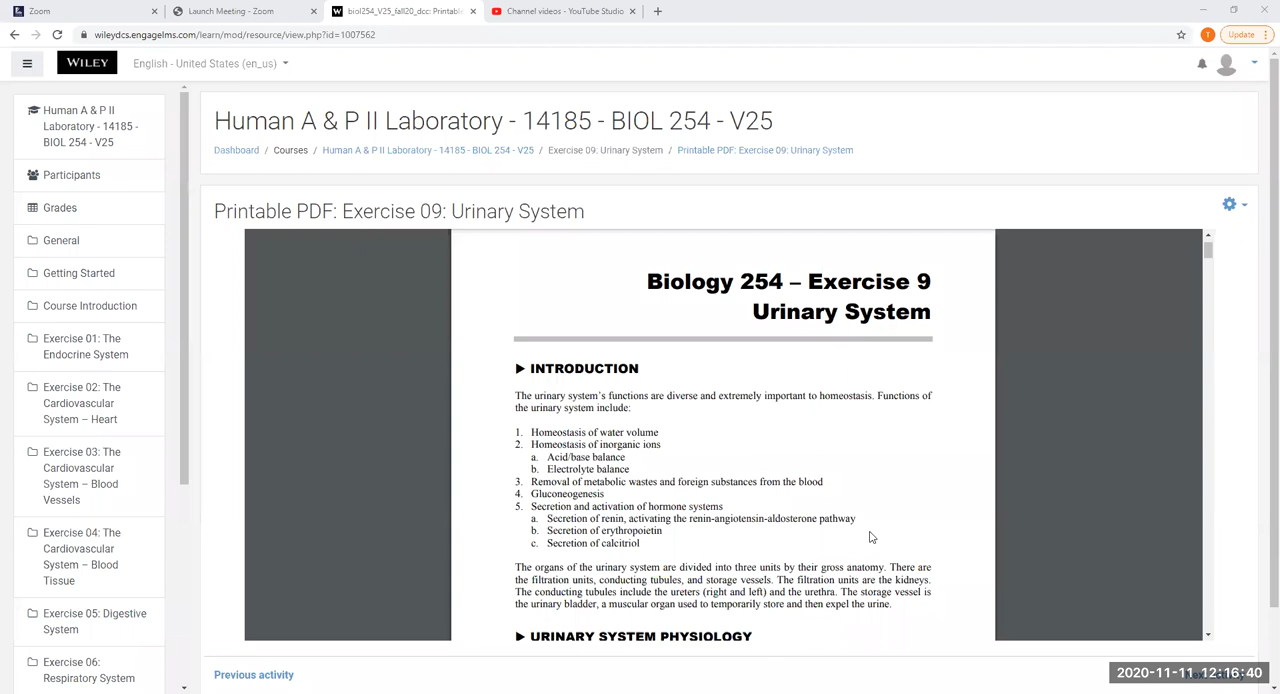 Zoom
Launch Meeting - Zoom
biol254_V25_fall20_dcc: Printable
Channel videos - YouTube Studio
wileydcs.engagelms.com/learn/mod/resource/view.php?id=1007562
T
Update
WILEY
English - United States (en_us)
Human A & P II
Laboratory - 14185 -
BIOL 254 - V25
Participants
Grades
General
Getting Started
Course Introduction
Exercise 01: The
Endocrine System
Exercise 02: The
Cardiovascular
System – Heart
Exercise 03: The
Cardiovascular
System – Blood
Vessels
Exercise 04: The
Cardiovascular
System – Blood
Tissue
Exercise 05: Digestive
System
Exercise 06:
Respiratory System
Human A & P II Laboratory - 14185 - BIOL 254 - V25
Dashboard / Courses / Human A & P II Laboratory - 14185 - BIOL 254 - V25 / Exercise 09: Urinary System / Printable PDF: Exercise 09: Urinary System
Printable PDF: Exercise 09: Urinary System
Biology 254 – Exercise 9
Urinary System
▶ INTRODUCTION
The urinary system's functions are diverse and extremely important to homeostasis. Functions of
the urinary system include:
1. Homeostasis of water volume
2. Homeostasis of inorganic ions
a. Acid/base balance
b. Electrolyte balance
3. Removal of metabolic wastes and foreign substances from the blood
4. Gluconeogenesis
5. Secretion and activation of hormone systems
a. Secretion of renin, activating the renin-angiotensin-aldosterone pathway
b. Secretion of erythropoietin
c. Secretion of calcitriol
The organs of the urinary system are divided into three units by their gross anatomy. There are
the filtration units, conducting tubules, and storage vessels. The filtration units are the kidneys.
The conducting tubules include the ureters (right and left) and the urethra. The storage vessel is
the urinary bladder, a muscular organ used to temporarily store and then expel the urine.
▶ URINARY SYSTEM PHYSIOLOGY
Previous activity
2020-11-11 12:16:40